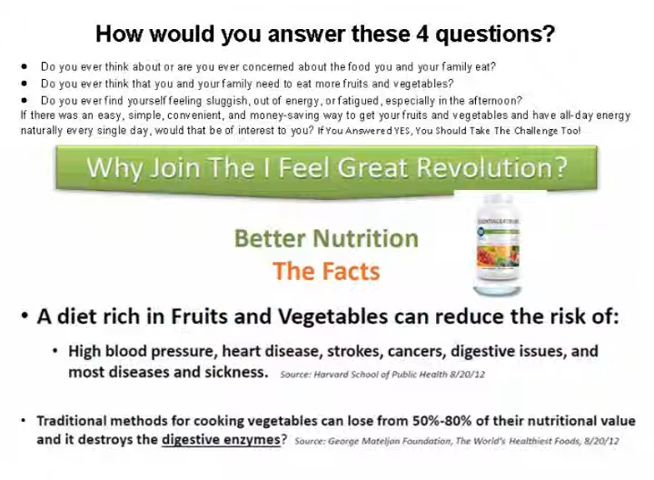 How would you answer these 4 questions?
• Do you ever think about or are you ever concerned about the food you and your family eat?
• Do you ever think that you and your family need to eat more fruits and vegetables?
• Do you ever find yourself feeling sluggish, out of energy, or fatigued, especially in the afternoon?
If there was an easy, simple, convenient, and money-saving way to get your fruits and vegetables and have all-day energy
naturally every single day, would that be of interest to you? If You Answered YES, You Should Take The Challenge Too!
Why Join The I Feel Great Revolution?
Better Nutrition
The Facts
• A diet rich in Fruits and Vegetables can reduce the risk of:
• High blood pressure, heart disease, strokes, cancers, digestive issues, and
most diseases and sickness. Source: Harvard School of Public Health 8/20/12
• Traditional methods for cooking vegetables can lose from 50%-80% of their nutritional value
and it destroys the digestive enzymes? Source: George Mateljan Foundation, The World's Healthiest Foods, 8/20/12